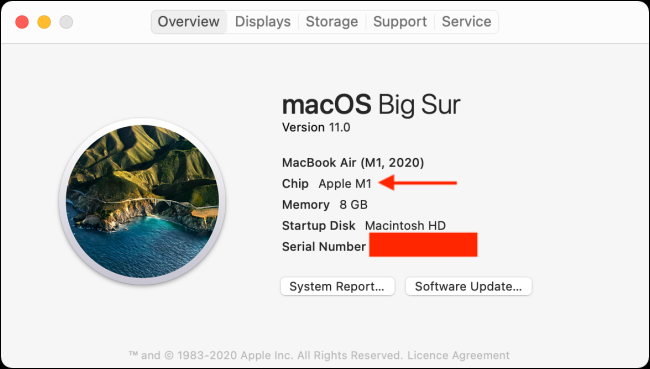 Overview Displays Storage Support Service
macOS Big Sur
Version 11.0
MacBook Air (M1, 2020)
Chip Apple M1
Memory 8 GB
Startup Disk Macintosh HD
Serial Number
System Report... Software Update...
™ and © 1983-2020 Apple Inc. All Rights Reserved. Licence Agreement